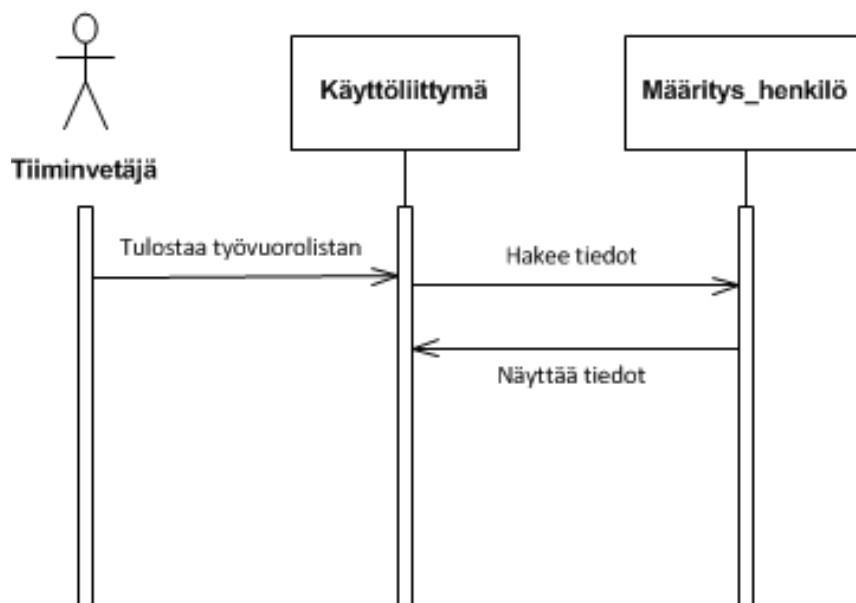 Käyttöliittymä
Määritys_henkilö
Tiiminvetäjä
Tulostaa työvuorolistan
Hakee tiedot
Näyttää tiedot